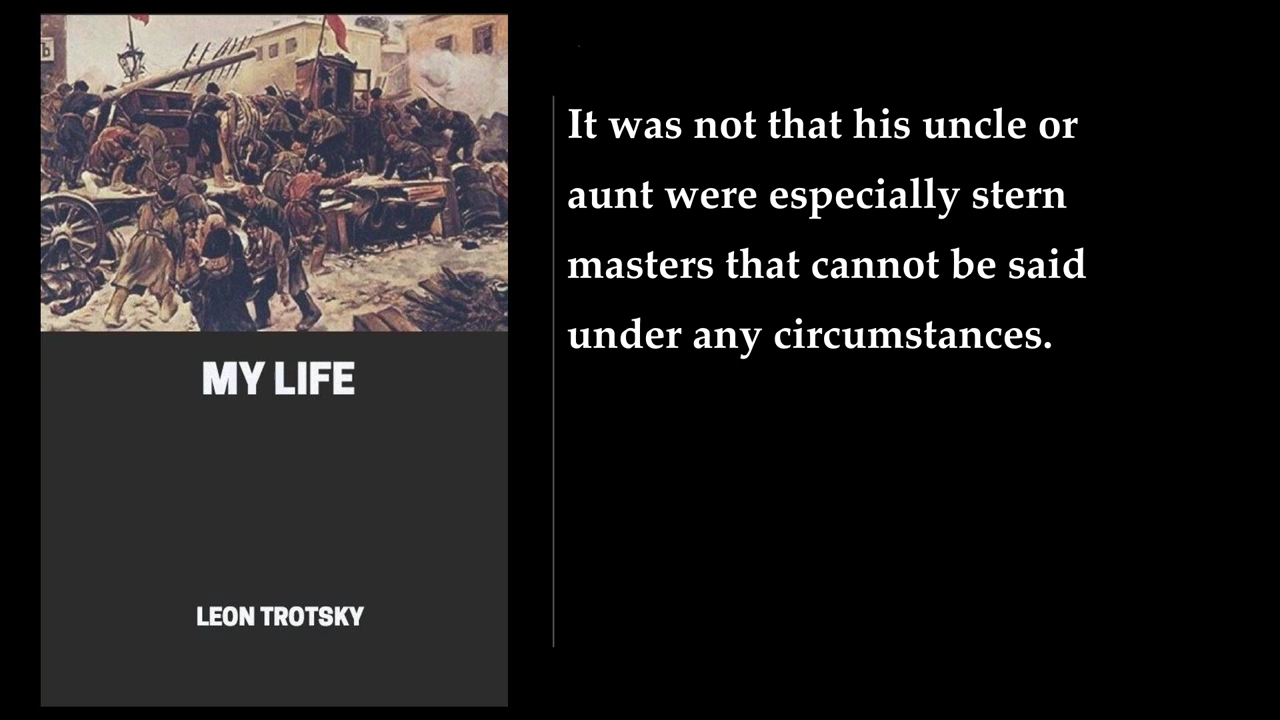 Ъ
MY LIFE
LEON TROTSKY
It was not that his uncle or
aunt were especially stern
masters that cannot be said
under any circumstances.